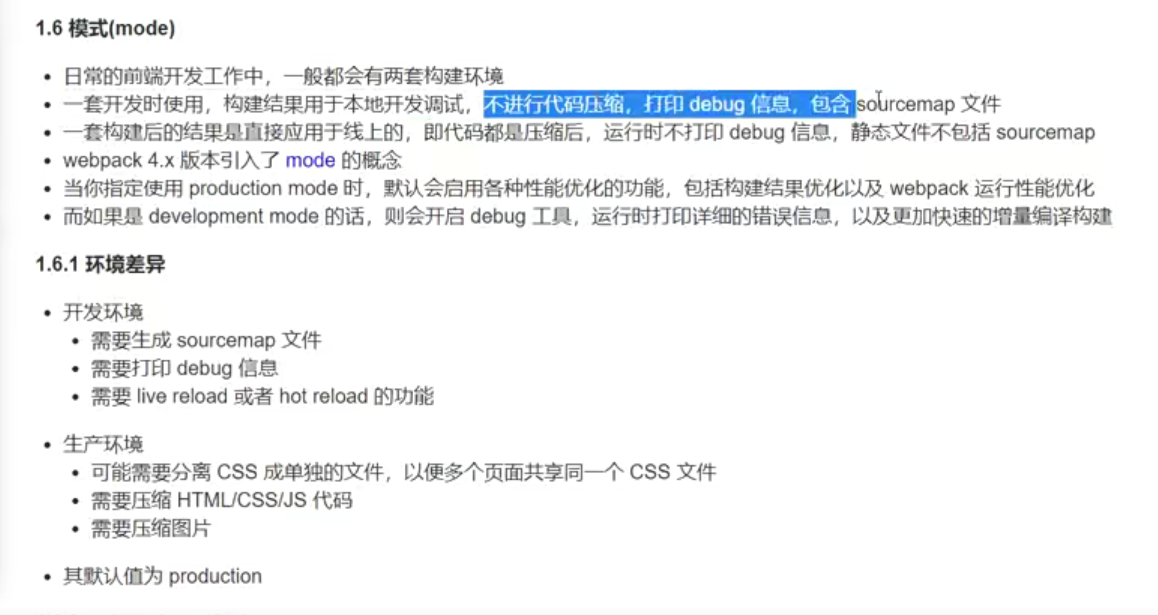 1.6 模式(mode)
日常的前端开发工作中，一般都会有两套构建环境
一套开发时使用，构建结果用于本地开发调试，不进行代码压缩，打印 debug 信息，包含 sourcemap 文件
一套构建后的结果是直接应用于线上的，即代码都是压缩后，运行时不打印 debug 信息，静态文件不包括 sourcemap
webpack 4.x 版本引入了 mode 的概念
当你指定使用 production mode 时，默认会启用各种性能优化的功能，包括构建结果优化以及 webpack 运行性能优化
而如果是 development mode 的话，则会开启 debug 工具，运行时打印详细的错误信息，以及更加快速的增量编译构建
1.6.1 环境差异
开发环境
需要生成 sourcemap 文件
需要打印 debug 信息
需要 live reload 或者 hot reload 的功能
生产环境
可能需要分离 CSS 成单独的文件，以便多个页面共享同一个 CSS 文件
需要压缩 HTML/CSS/JS 代码
需要压缩图片
其默认值为 production